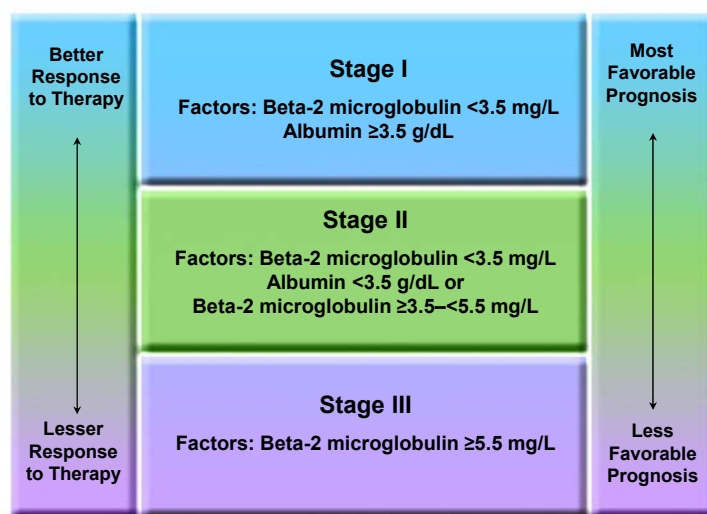 Better
Response
to Therapy
Lesser
Response
to Therapy
Stage I
Factors: Beta-2 microglobulin <3.5 mg/L
Albumin ≥3.5 g/dL
Stage II
Factors: Beta-2 microglobulin <3.5 mg/L
Albumin <3.5 g/dL or
Beta-2 microglobulin ≥3.5–<5.5 mg/L
Stage III
Factors: Beta-2 microglobulin ≥5.5 mg/L
Most
Favorable
Prognosis
Less
Favorable
Prognosis